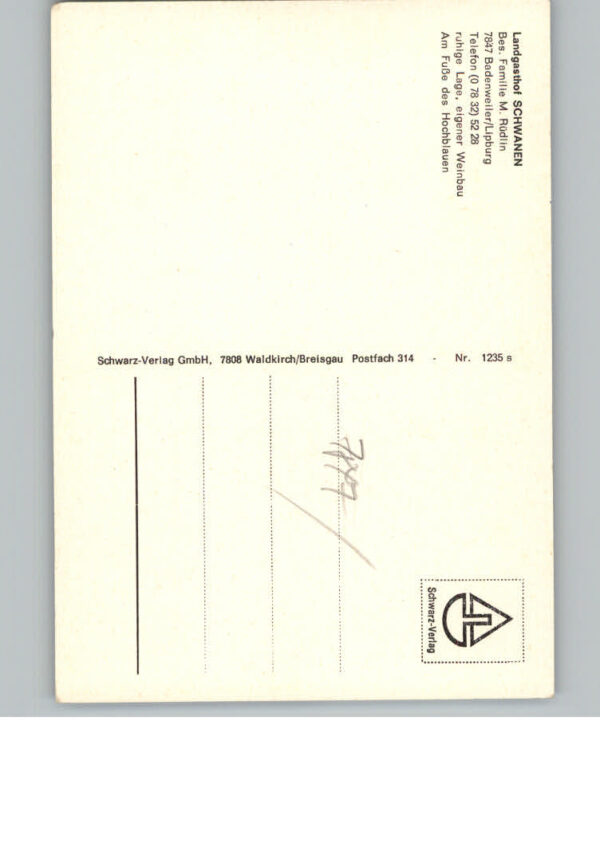 Landgasthof SCHWANEN
Bes. Familie M. Rüdlin
7847 Badenweiler/Lipburg
Telefon (0 78 32) 52 28
ruhige Lage, eigener Weinbau
Am Fuße des Hochblauen
Schwarz-Verlag GmbH, 7808 Waldkirch/Breisgau Postfach 314 - Nr. 1235 s
Schwarz-Verlag